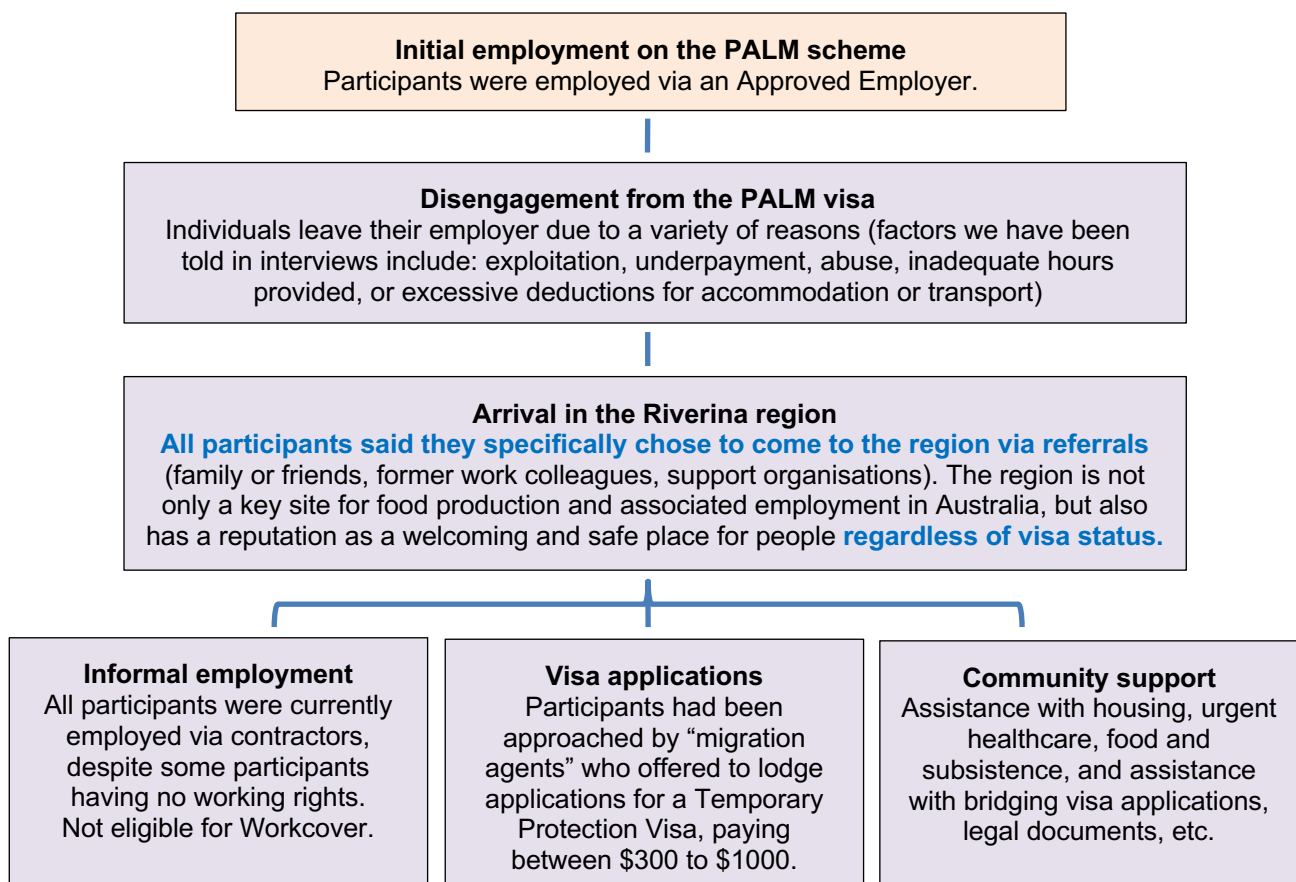 Initial employment on the PALM scheme
Participants were employed via an Approved Employer.
Disengagement from the PALM visa
Individuals leave their employer due to a variety of reasons (factors we have been
told in interviews include: exploitation, underpayment, abuse, inadequate hours
provided, or excessive deductions for accommodation or transport)
Arrival in the Riverina region
All participants said they specifically chose to come to the region via referrals
(family or friends, former work colleagues, support organisations). The region is not
only a key site for food production and associated employment in Australia, but also
has a reputation as a welcoming and safe place for people regardless of visa status.
Informal employment
All participants were currently
employed via contractors,
despite some participants
having no working rights.
Not eligible for Workcover.
Visa applications
Participants had been
approached by “migration
agents” who offered to lodge
applications for a Temporary
Protection Visa, paying
between $300 to $1000.
Community support
Assistance with housing, urgent
healthcare, food and
subsistence, and assistance
with bridging visa applications,
legal documents, etc.